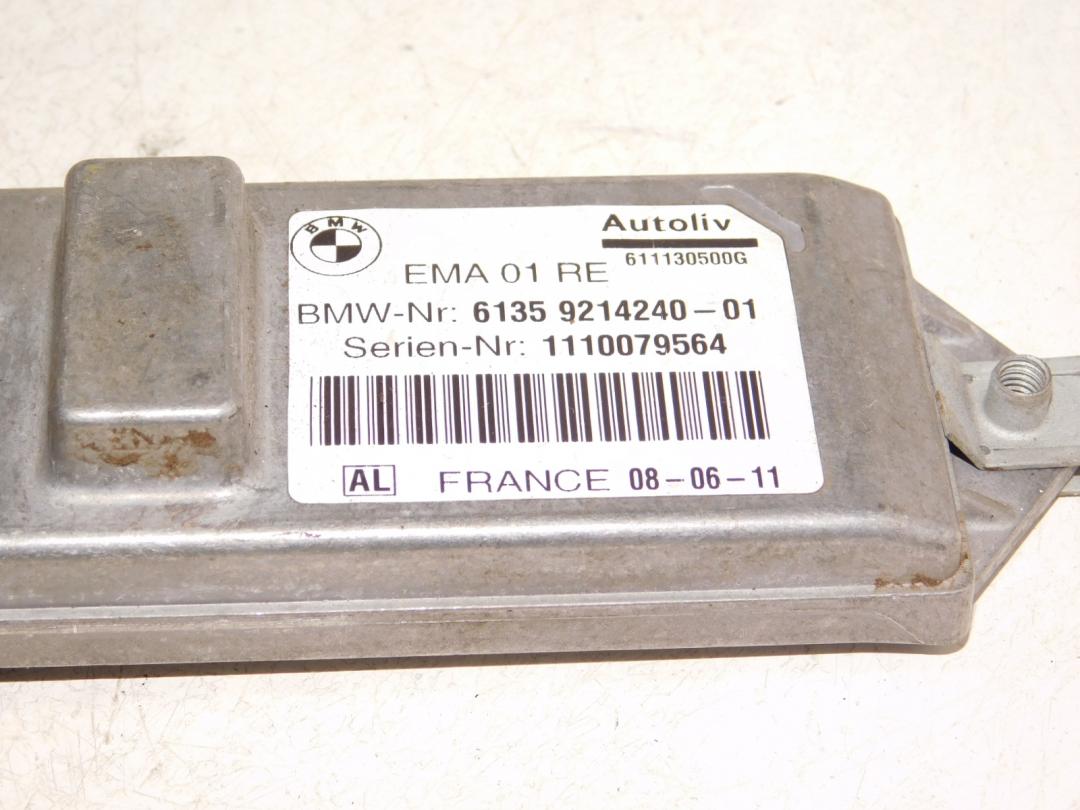 BMW
Autoliv
611130500G
EMA 01 RE
BMW-Nr: 6135 9214240-01
Serien-Nr: 1110079564
AL FRANCE 08-06-11